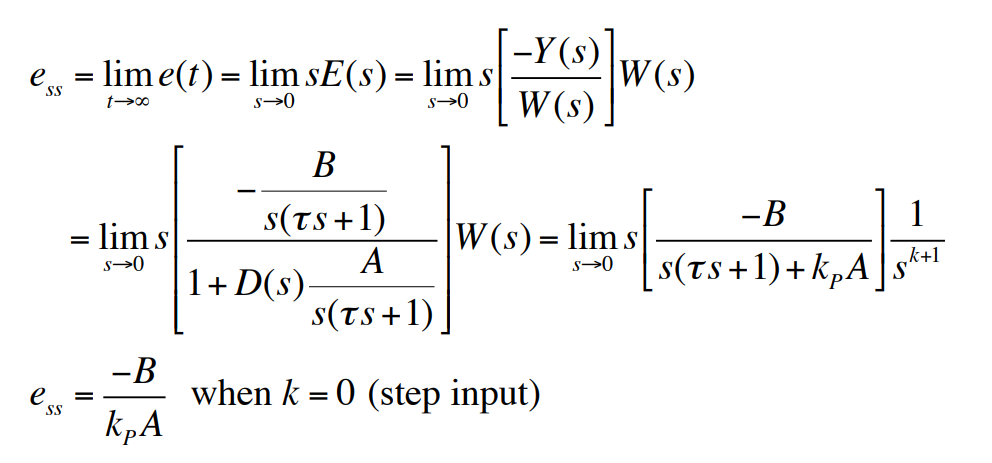 e_ss = lim_{t→∞} e(t) = lim_{s→0} sE(s) = lim_{s→0} s[(-Y(s))/(W(s))]W(s)
= lim_{s→0} s[(-B/(s(τs+1)))/(1+D(s) A/(s(τs+1)))]W(s) = lim_{s→0} s[(-B)/(s(τs+1)+k_P A)] 1/s^{k+1}
e_ss = (-B)/(k_P A) when k = 0 (step input)